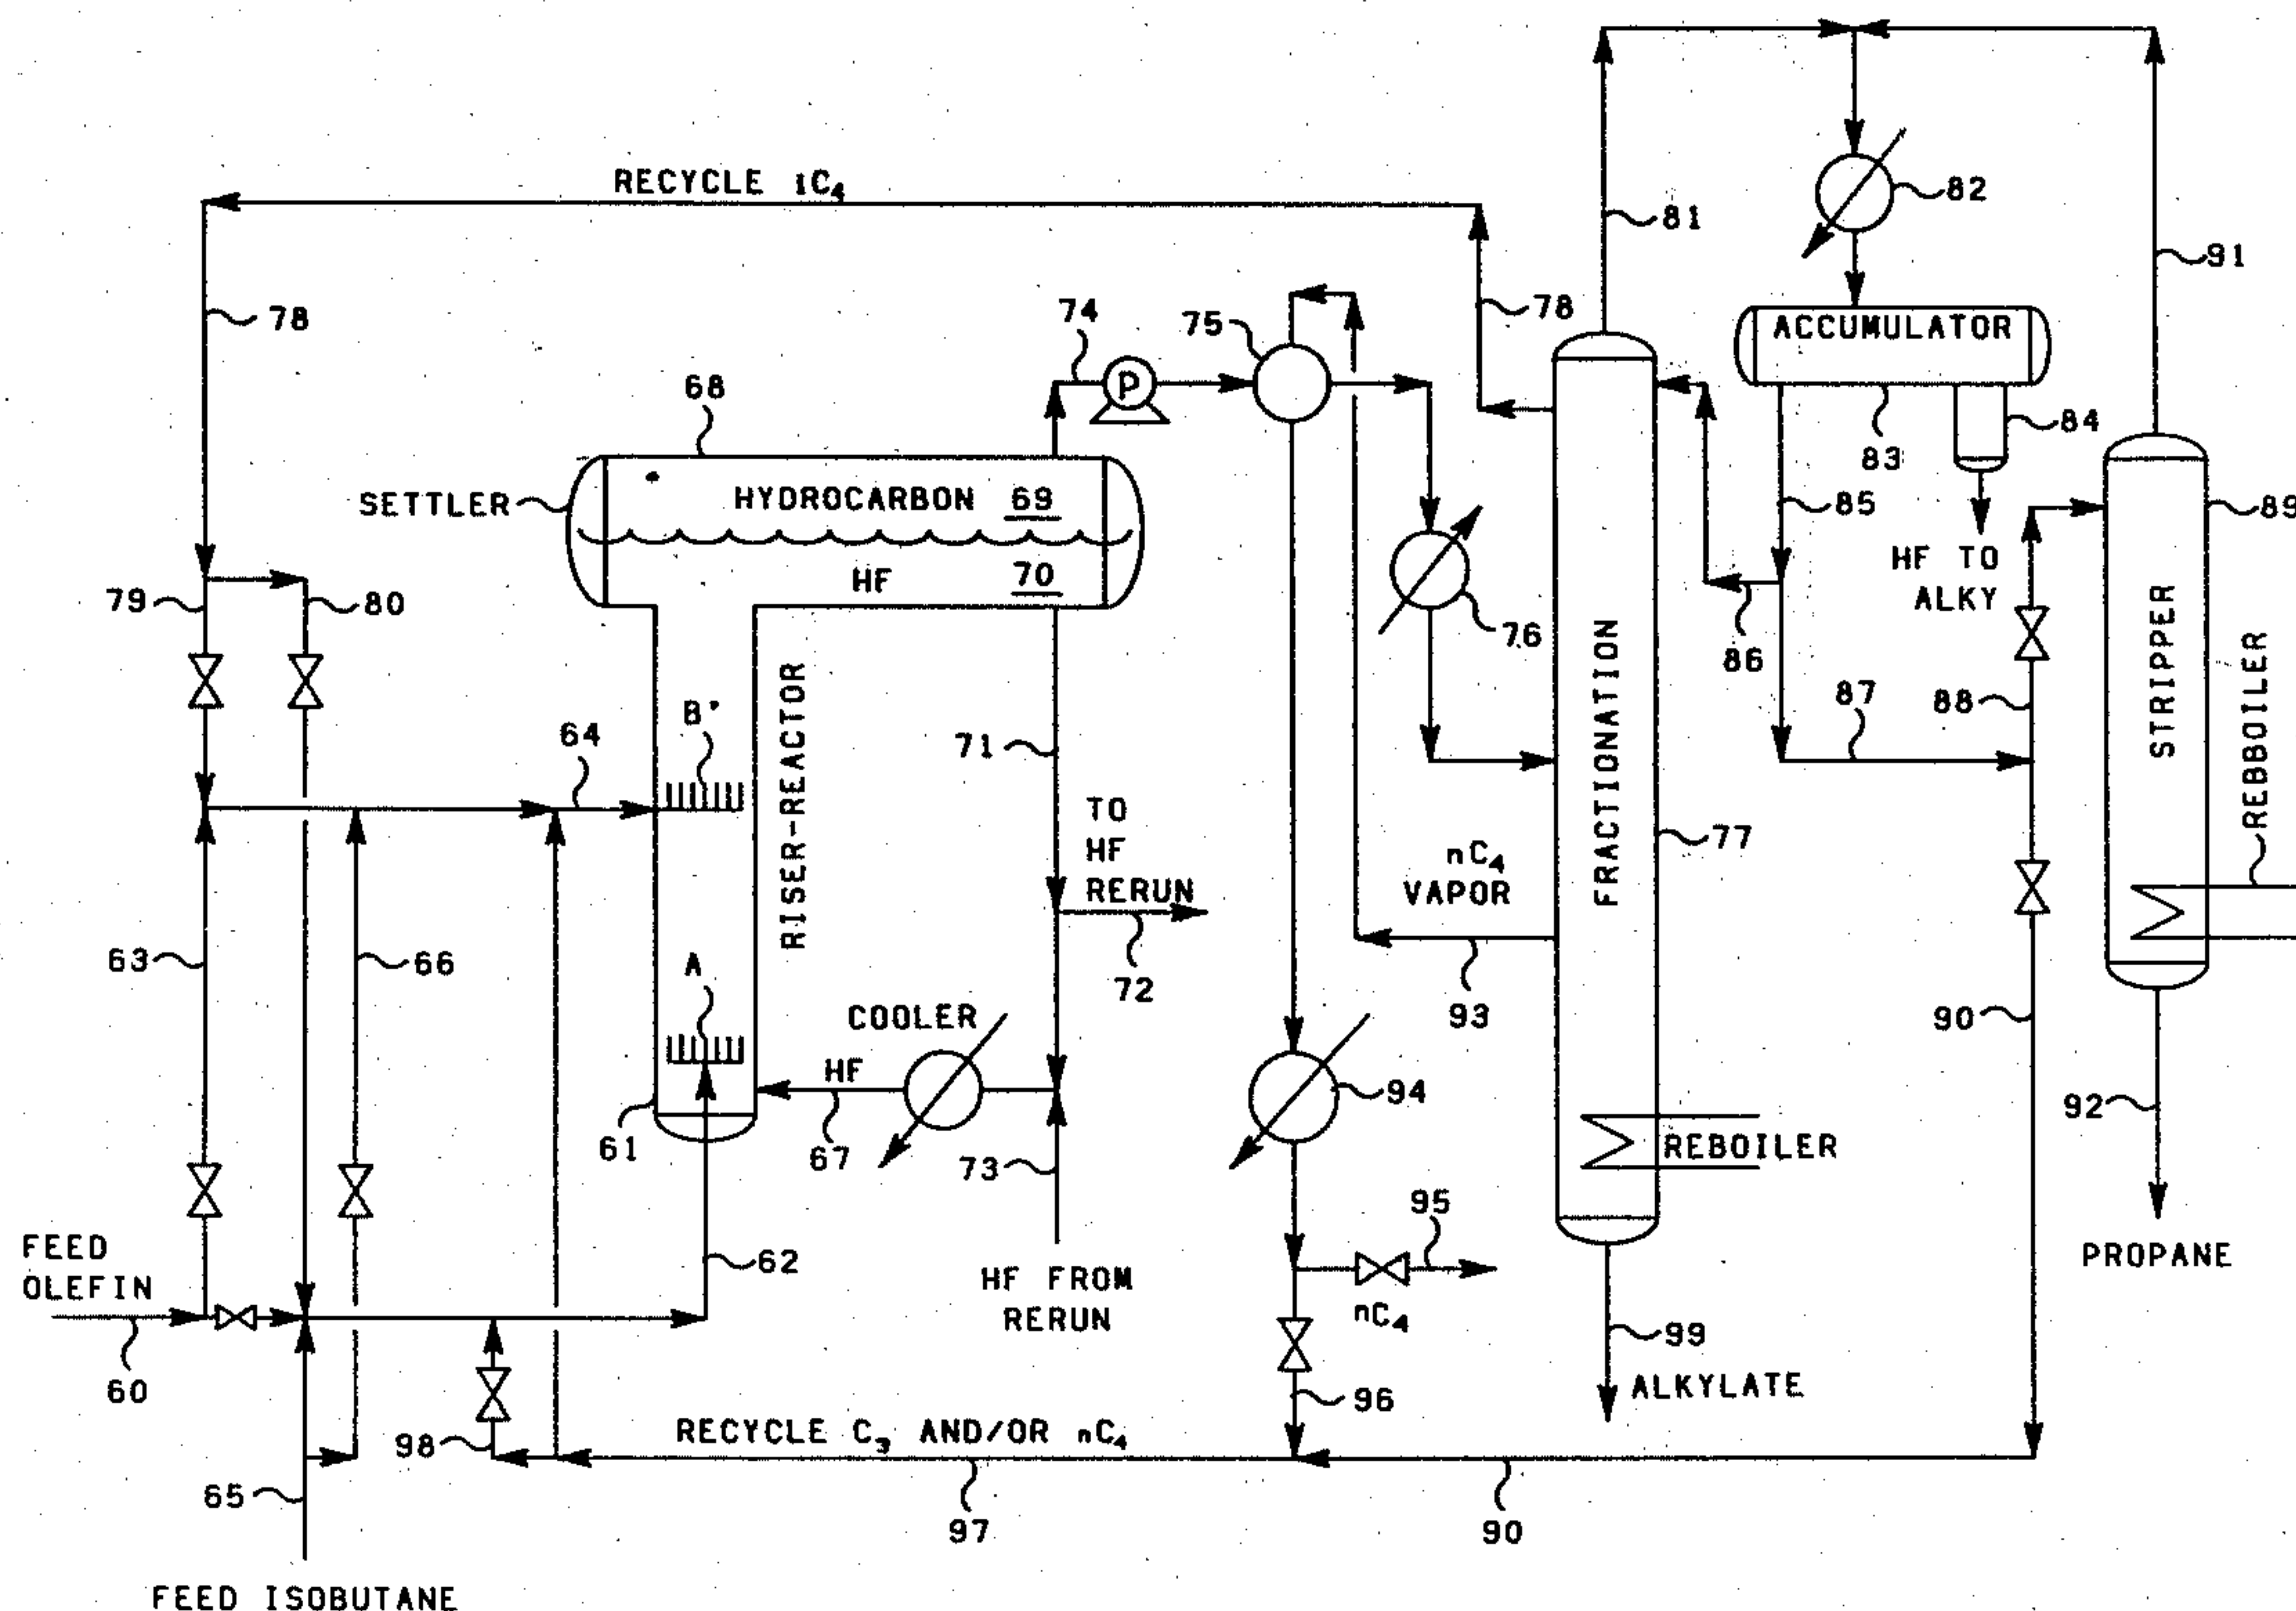 RECYCLE iC₄
82
81
91
78
78
74
75
P
ACCUMULATOR
68
84
83
SETTLER
HYDROCARBON 69
85
89
HF 70
HF TO
ALKY
79
80
76
86
STRIPPER
REBBOILER
FRACTIONATION
RISER-REACTOR
B'
64
71
87
88
TO
HF
RERUN
77
nC₄
VAPOR
63
66
A
72
93
90
COOLER
HF
94
92
61
67
73
REBOILER
95
FEED
OLEFIN
62
HF FROM
RERUN
nC₄
PROPANE
99
60
96
ALKYLATE
98
RECYCLE C₃ AND/OR nC₄
65
97
90
FEED ISOBUTANE